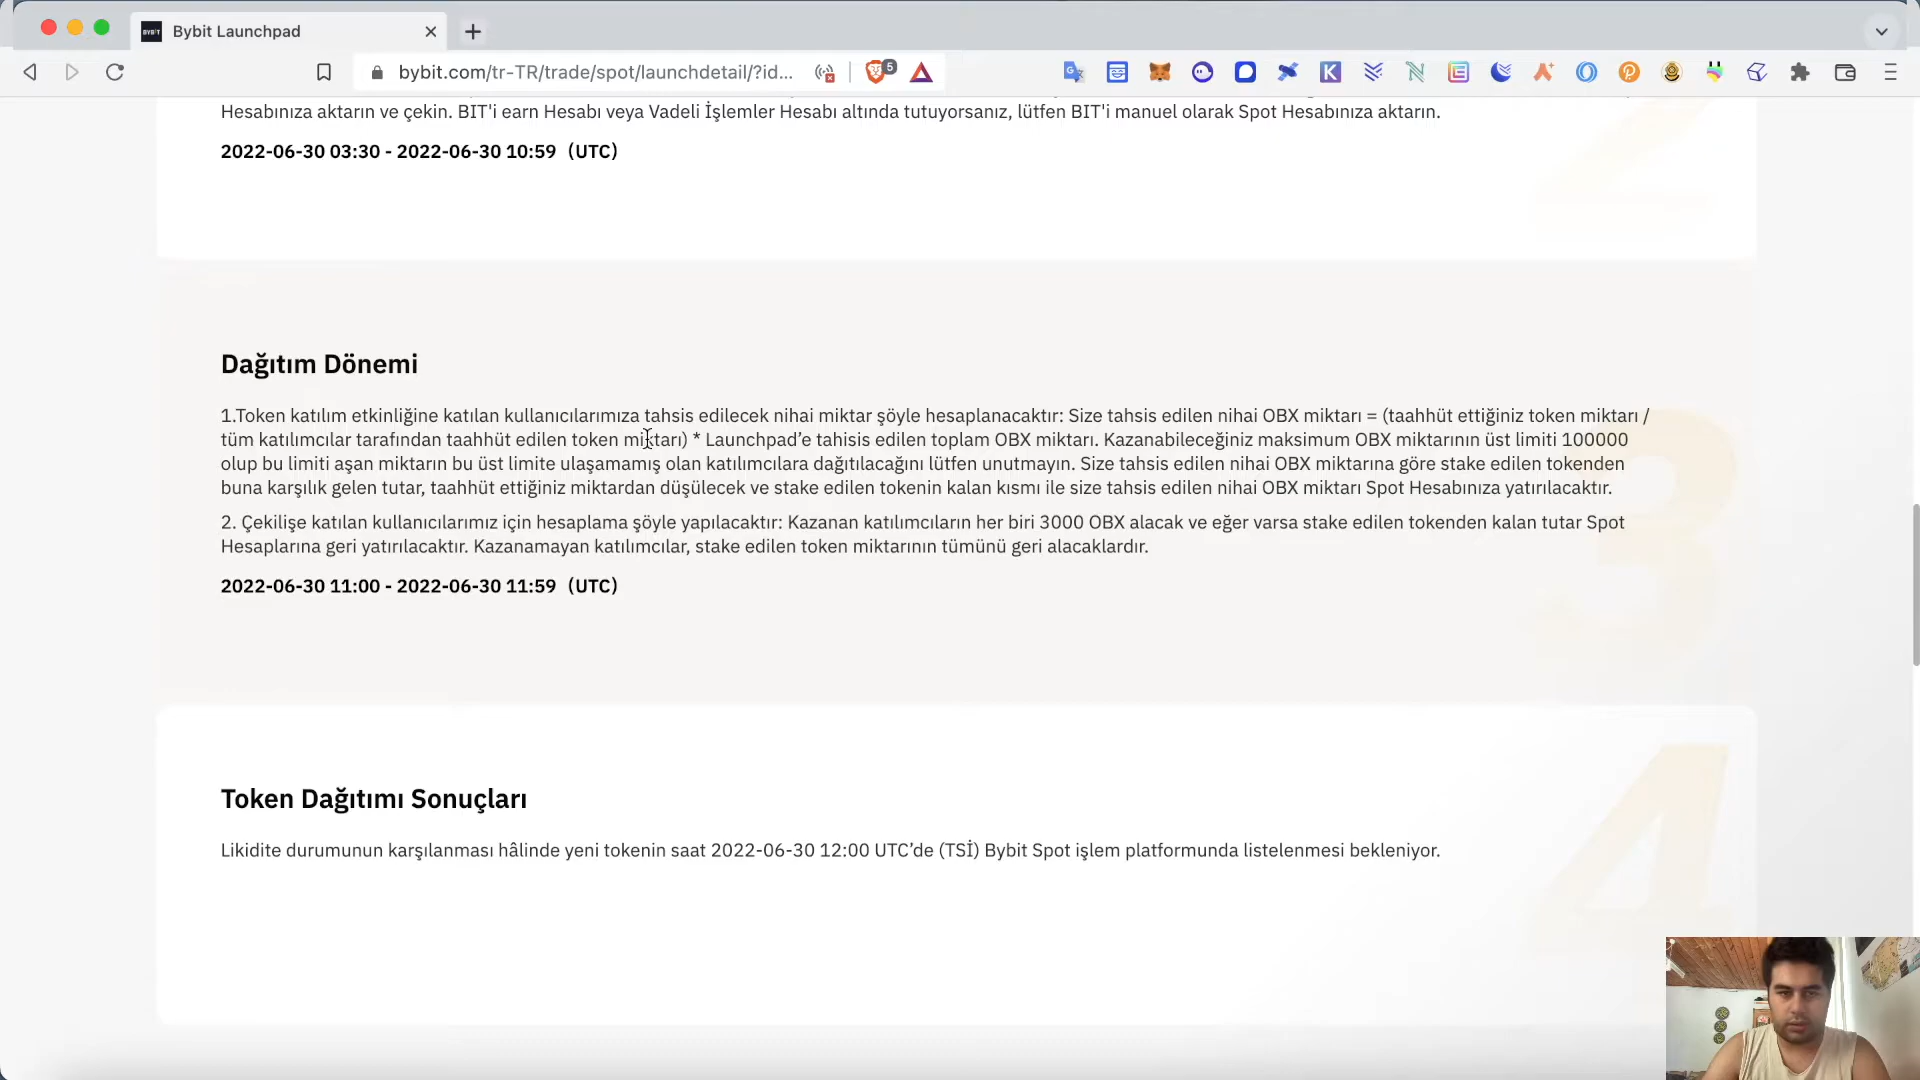 Bybit Launchpad
bybit.com/tr-TR/trade/spot/launchdetail/?id...
5
Hesabınıza aktarın ve çekin. BIT'i earn Hesabı veya Vadeli İşlemler Hesabı altında tutuyorsanız, lütfen BIT'i manuel olarak Spot Hesabınıza aktarın.
2022-06-30 03:30 - 2022-06-30 10:59（UTC）
Dağıtım Dönemi
1.Token katılım etkinliğine katılan kullanıcılarımıza tahsis edilecek nihai miktar şöyle hesaplanacaktır: Size tahsis edilen nihai OBX miktarı = (taahhüt ettiğiniz token miktarı /
tüm katılımcılar tarafından taahhüt edilen token miktarı) * Launchpad’e tahisis edilen toplam OBX miktarı. Kazanabileceğiniz maksimum OBX miktarının üst limiti 100000
olup bu limiti aşan miktarın bu üst limite ulaşamamış olan katılımcılara dağıtılacağını lütfen unutmayın. Size tahsis edilen nihai OBX miktarına göre stake edilen tokenden
buna karşılık gelen tutar, taahhüt ettiğiniz miktardan düşülecek ve stake edilen tokenin kalan kısmı ile size tahsis edilen nihai OBX miktarı Spot Hesabınıza yatırılacaktır.
2. Çekilişe katılan kullanıcılarımız için hesaplama şöyle yapılacaktır: Kazanan katılımcıların her biri 3000 OBX alacak ve eğer varsa stake edilen tokenden kalan tutar Spot
Hesaplarına geri yatırılacaktır. Kazanamayan katılımcılar, stake edilen token miktarının tümünü geri alacaklardır.
2022-06-30 11:00 - 2022-06-30 11:59（UTC）
3
Token Dağıtımı Sonuçları
Likidite durumunun karşılanması hâlinde yeni tokenin saat 2022-06-30 12:00 UTC’de (TSİ) Bybit Spot işlem platformunda listelenmesi bekleniyor.
4